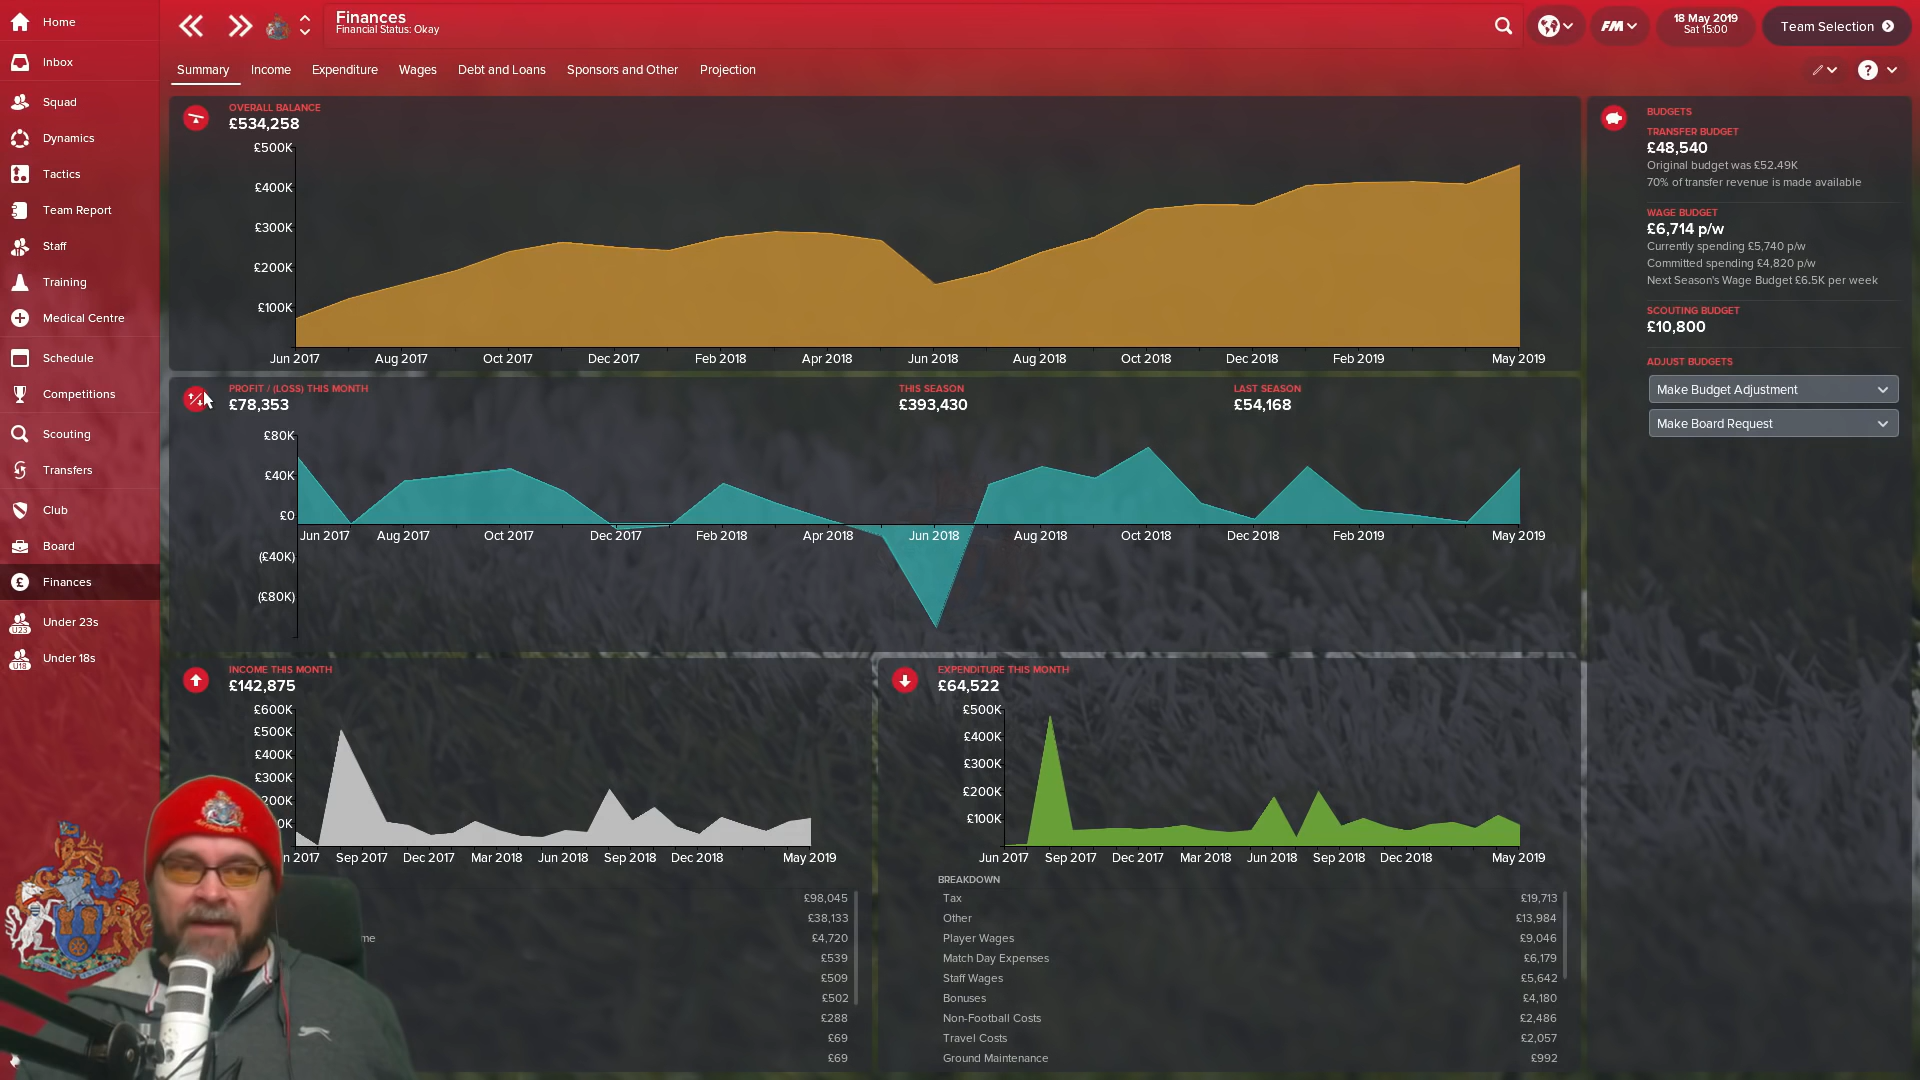 Home
Inbox
Squad
Dynamics
Tactics
Team Report
Staff
Training
Medical Centre
Schedule
Competitions
Scouting
Transfers
Club
Board
Finances
Under 23s
U23
Under 18s
U18
Finances
Financial Status: Okay
FM
18 May 2019
Sat 15:00
Team Selection
Summary Income Expenditure Wages Debt and Loans Sponsors and Other Projection
OVERALL BALANCE
£534,258
£500K
£400K
£300K
£200K
£100K
Jun 2017 Aug 2017 Oct 2017 Dec 2017 Feb 2018 Apr 2018 Jun 2018 Aug 2018 Oct 2018 Dec 2018 Feb 2019 May 2019
PROFIT / (LOSS) THIS MONTH
£78,353
THIS SEASON
£393,430
LAST SEASON
£54,168
£80K
£40K
£0
(£40K)
(£80K)
Jun 2017 Aug 2017 Oct 2017 Dec 2017 Feb 2018 Apr 2018 Jun 2018 Aug 2018 Oct 2018 Dec 2018 Feb 2019 May 2019
INCOME THIS MONTH
£142,875
£600K
£500K
£400K
£300K
200K
0K
n 2017 Sep 2017 Dec 2017 Mar 2018 Jun 2018 Sep 2018 Dec 2018 May 2019
£98,045
£38,133
me £4,720
£539
£509
£502
£288
£69
£69
EXPENDITURE THIS MONTH
£64,522
£500K
£400K
£300K
£200K
£100K
Jun 2017 Sep 2017 Dec 2017 Mar 2018 Jun 2018 Sep 2018 Dec 2018 May 2019
BREAKDOWN
Tax £19,713
Other £13,984
Player Wages £9,046
Match Day Expenses £6,179
Staff Wages £5,642
Bonuses £4,180
Non-Football Costs £2,486
Travel Costs £2,057
Ground Maintenance £992
BUDGETS
TRANSFER BUDGET
£48,540
Original budget was £52.49K
70% of transfer revenue is made available
WAGE BUDGET
£6,714 p/w
Currently spending £5,740 p/w
Committed spending £4,820 p/w
Next Season's Wage Budget £6.5K per week
SCOUTING BUDGET
£10,800
ADJUST BUDGETS
Make Budget Adjustment
Make Board Request